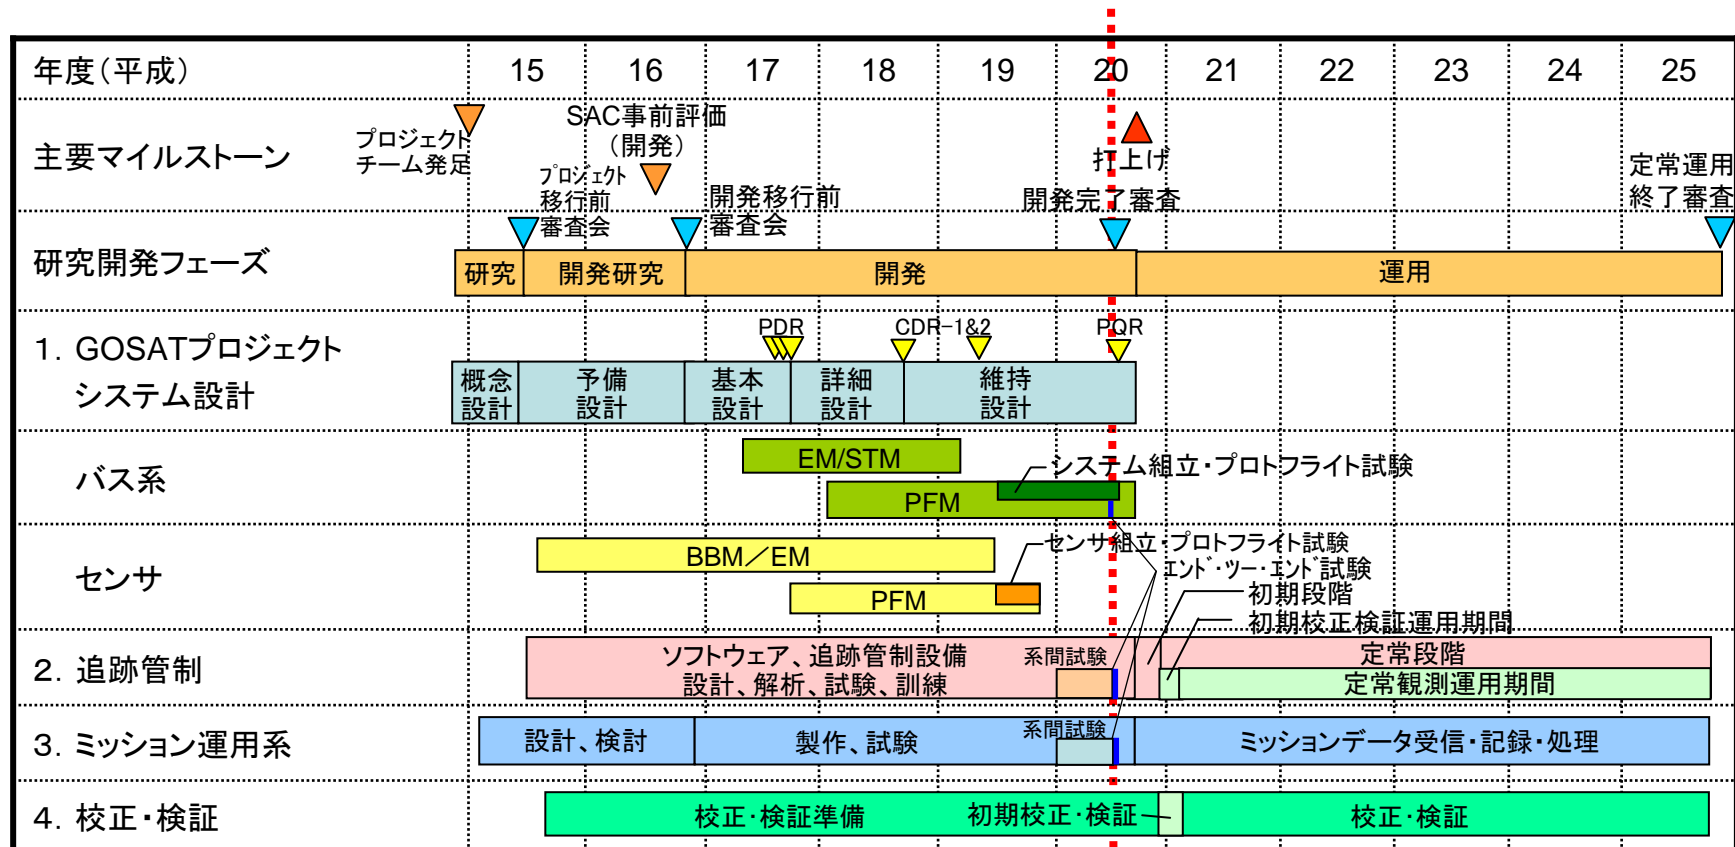 年度(平成) 15 16 17 18 19 20 21 22 23 24 25
主要マイルストーン
プロジェクト
チーム発足
SAC事前評価
(開発)
プロジェクト
移行前
審査会
開発移行前
審査会
打上げ
開発完了審査
定常運用
終了審査
研究開発フェーズ
研究 開発研究 開発 運用
1. GOSATプロジェクト
システム設計
PDR CDR-1&2 PQR
概念
設計
予備
設計
基本
設計
詳細
設計
維持
設計
バス系
EM/STM
システム組立・プロトフライト試験
PFM
センサ
BBM/EM
センサ組立・プロトフライト試験
エンド・ツー・エンド試験
PFM
初期段階
初期校正検証運用期間
2. 追跡管制
ソフトウェア、追跡管制設備
設計、解析、試験、訓練
系間試験
定常段階
定常観測運用期間
3. ミッション運用系
設計、検討 製作、試験 系間試験 ミッションデータ受信・記録・処理
4. 校正・検証
校正・検証準備 初期校正・検証 校正・検証